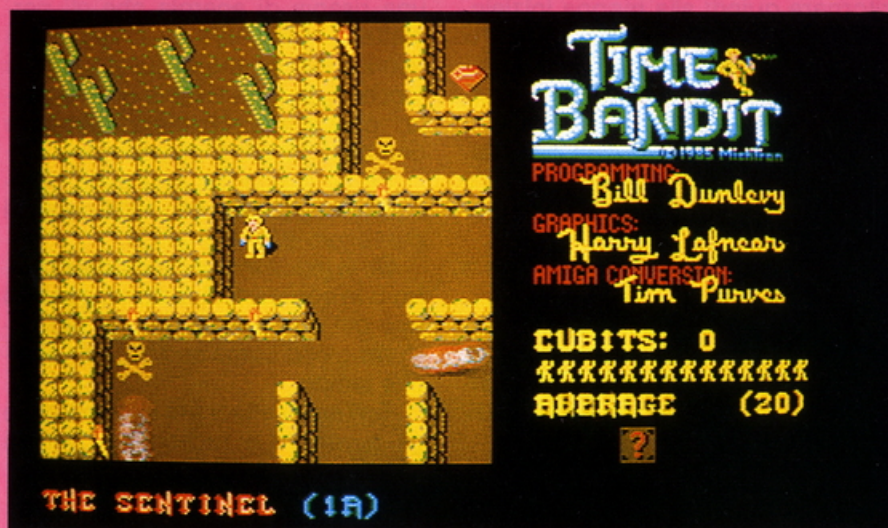 TIME
BANDIT
© 1985 MichTron
PROGRAMMING:
Bill Dunlevy
GRAPHICS:
Harry Lafnear
AMIGA CONVERSION:
Tim Purves
CUBITS: 0
AVERAGE (20)
?
THE SENTINEL (1A)